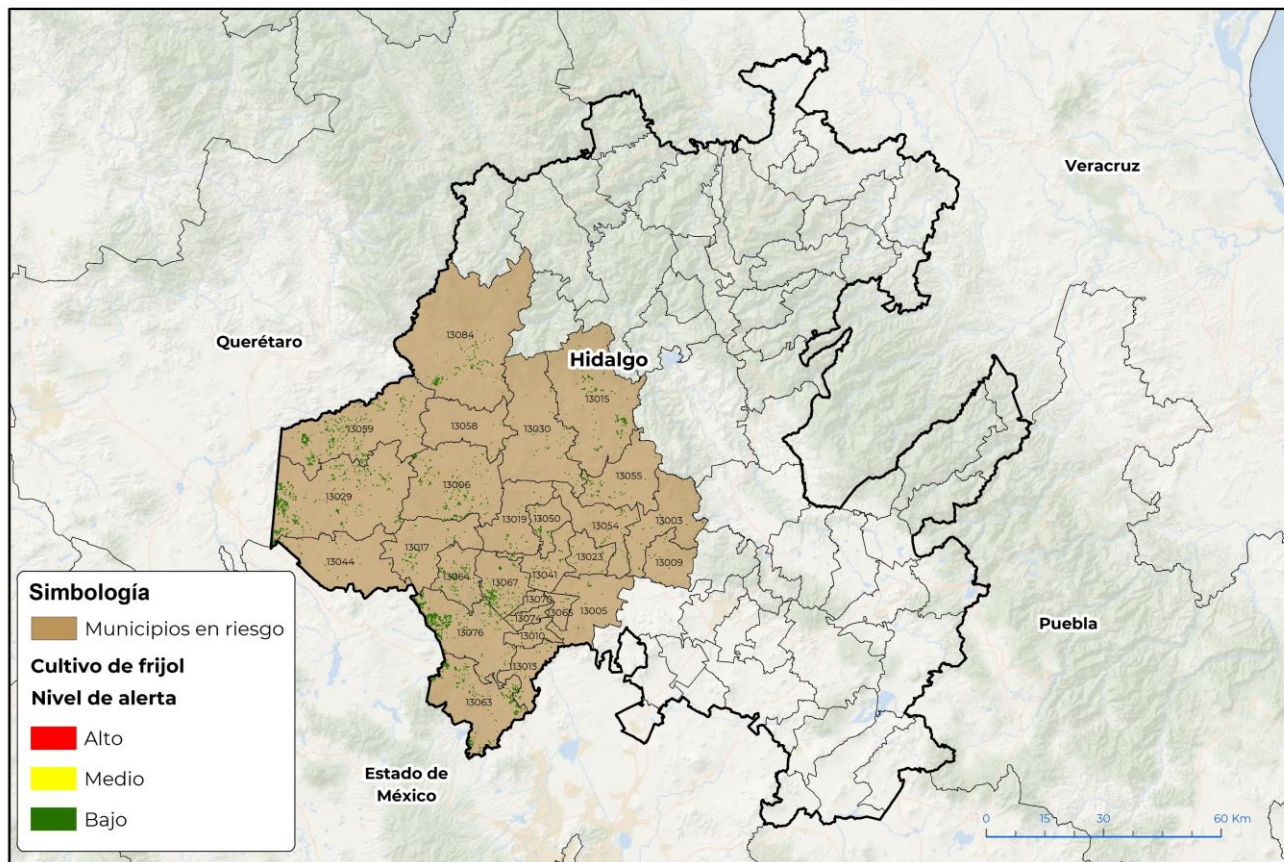 Veracruz
Querétaro
Hidalgo
13084
13015
13059
13058
13030
13055
13029
13006
13019
13050
13054
13003
13044
13017
13064
13067
13041
13023
13009
13070
13074
13065
13005
13076
13010
13013
13063
Puebla
Estado de
México
Simbología
Municipios en riesgo
Cultivo de frijol
Nivel de alerta
Alto
Medio
Bajo
0 15 30 60 Km